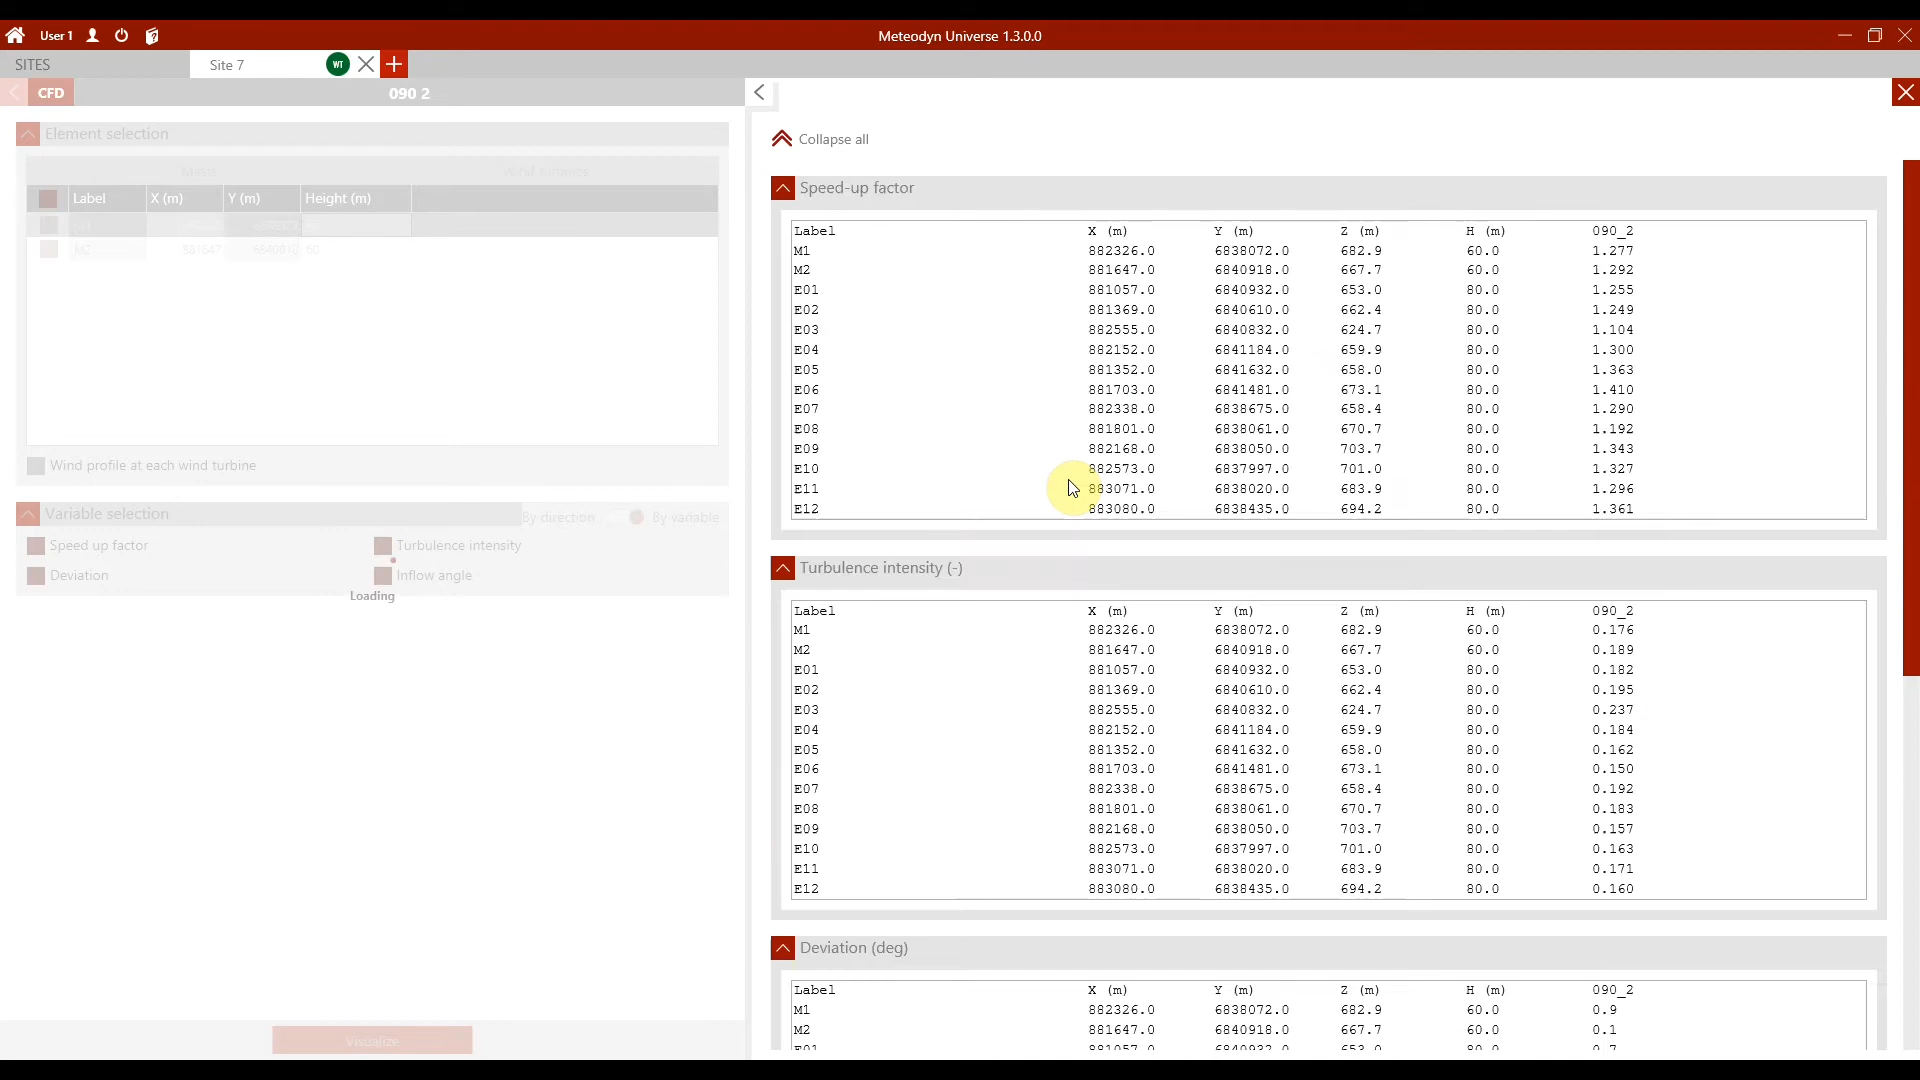 User 1
Meteodyn Universe 1.3.0.0
SITES
Site 7
WT
CFD
090 2
Element selection
Label X (m) Y (m) Height (m)
M2 881647 6840918 60
Wind profile at each wind turbine
Variable selection
By direction By variable
Speed up factor Turbulence intensity
Deviation Inflow angle
Loading
Visualize
Collapse all
Speed-up factor
Label X (m) Y (m) Z (m) H (m) 090_2
M1 882326.0 6838072.0 682.9 60.0 1.277
M2 881647.0 6840918.0 667.7 60.0 1.292
E01 881057.0 6840932.0 653.0 80.0 1.255
E02 881369.0 6840610.0 662.4 80.0 1.249
E03 882555.0 6840832.0 624.7 80.0 1.104
E04 882152.0 6841184.0 659.9 80.0 1.300
E05 881352.0 6841632.0 658.0 80.0 1.363
E06 881703.0 6841481.0 673.1 80.0 1.410
E07 882338.0 6838675.0 658.4 80.0 1.290
E08 881801.0 6838061.0 670.7 80.0 1.192
E09 882168.0 6838050.0 703.7 80.0 1.343
E10 882573.0 6837997.0 701.0 80.0 1.327
E11 883071.0 6838020.0 683.9 80.0 1.296
E12 883080.0 6838435.0 694.2 80.0 1.361
Turbulence intensity (-)
Label X (m) Y (m) Z (m) H (m) 090_2
M1 882326.0 6838072.0 682.9 60.0 0.176
M2 881647.0 6840918.0 667.7 60.0 0.189
E01 881057.0 6840932.0 653.0 80.0 0.182
E02 881369.0 6840610.0 662.4 80.0 0.195
E03 882555.0 6840832.0 624.7 80.0 0.237
E04 882152.0 6841184.0 659.9 80.0 0.184
E05 881352.0 6841632.0 658.0 80.0 0.162
E06 881703.0 6841481.0 673.1 80.0 0.150
E07 882338.0 6838675.0 658.4 80.0 0.192
E08 881801.0 6838061.0 670.7 80.0 0.183
E09 882168.0 6838050.0 703.7 80.0 0.157
E10 882573.0 6837997.0 701.0 80.0 0.163
E11 883071.0 6838020.0 683.9 80.0 0.171
E12 883080.0 6838435.0 694.2 80.0 0.160
Deviation (deg)
Label X (m) Y (m) Z (m) H (m) 090_2
M1 882326.0 6838072.0 682.9 60.0 0.9
M2 881647.0 6840918.0 667.7 60.0 0.1
E01 881057.0 6840932.0 653.0 80.0